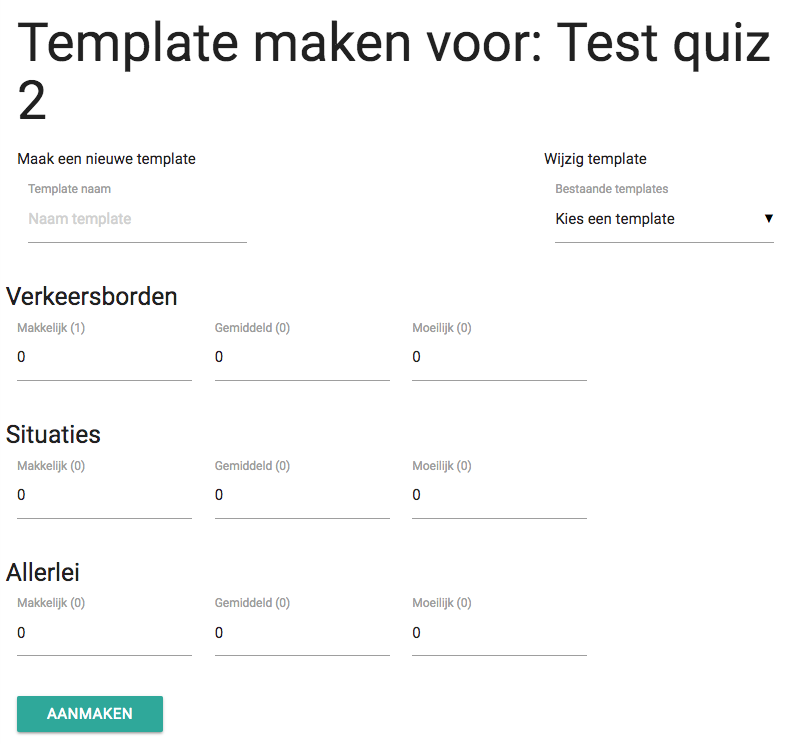 Template maken voor: Test quiz
2
Maak een nieuwe template
Wijzig template
Template naam
Bestaande templates
Naam template
Kies een template ▼
Verkeersborden
Makkelijk (1) Gemiddeld (0) Moeilijk (0)
0 0 0
Situaties
Makkelijk (0) Gemiddeld (0) Moeilijk (0)
0 0 0
Allerlei
Makkelijk (0) Gemiddeld (0) Moeilijk (0)
0 0 0
AANMAKEN